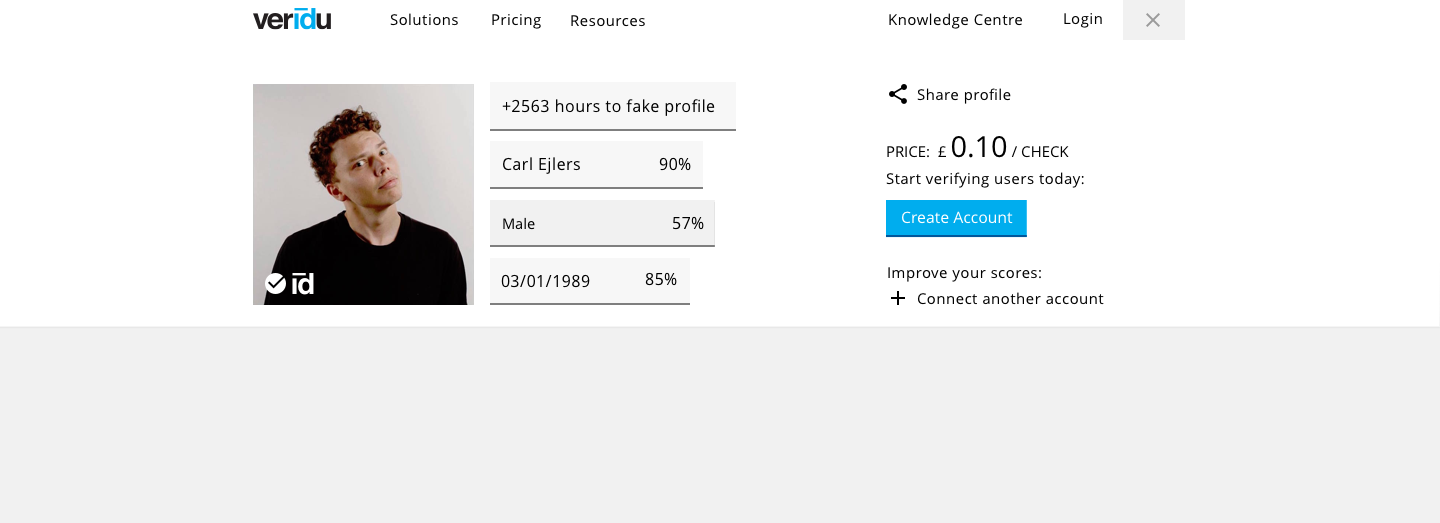 veridu
Solutions
Pricing
Resources
Knowledge Centre
Login
+2563 hours to fake profile
Carl Ejlers 90%
Male 57%
03/01/1989 85%
id
Share profile
PRICE: £ 0.10 / CHECK
Start verifying users today:
Create Account
Improve your scores:
Connect another account